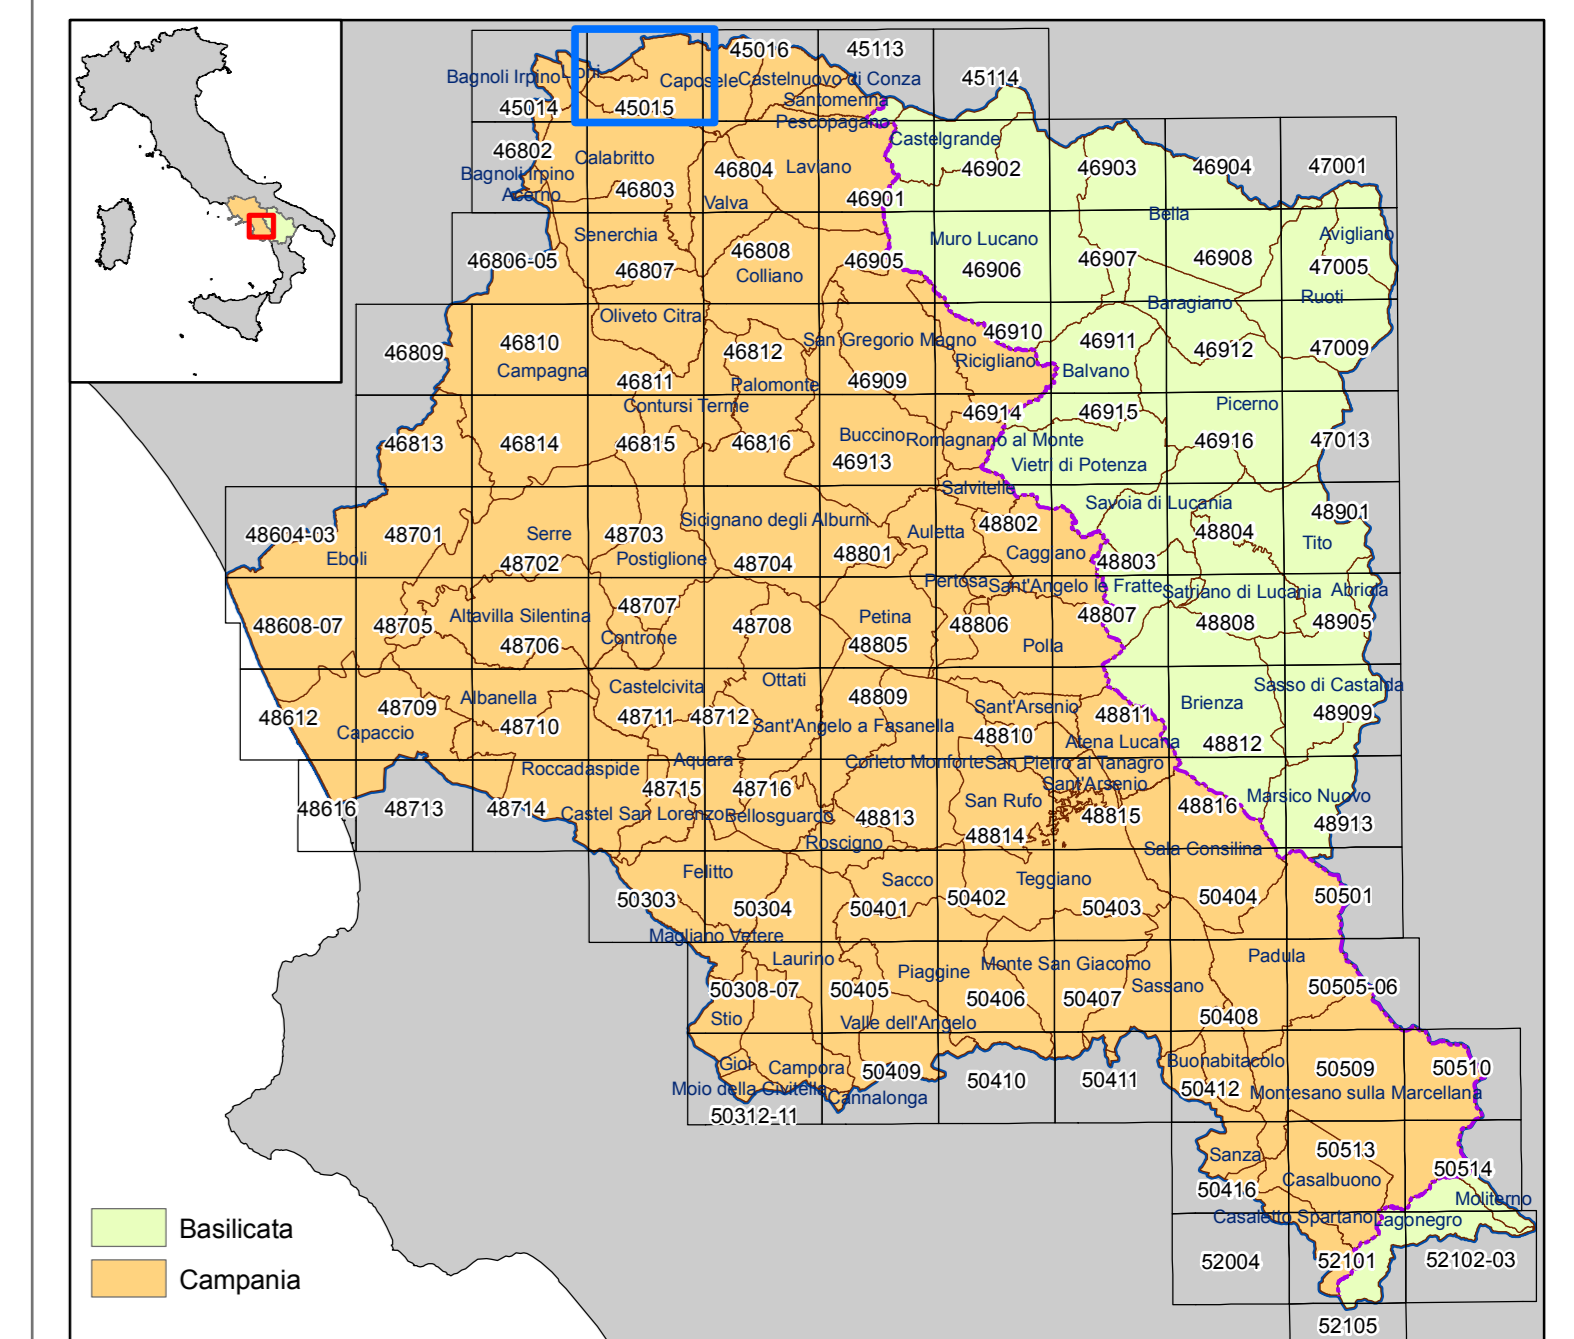 45016
45113
45114
Bagnoli Irpino
Lioni
Caposele
Castelnuovo di Conza
45014
45015
Santomenna
Pescopagano
46802
Calabritto
46804
Laviano
Castelgrande
46902
46903
46904
47001
Bagnoli Irpino
Acerno
46803
Valva
46901
Bella
Senerchia
46806-05
46807
46808
Colliano
46905
Muro Lucano
46906
46907
46908
Avigliano
47005
Oliveto Citra
Baragiano
Ruoti
46809
46810
Campagna
46811
46812
Palomonte
San Gregorio Magno
46909
46910
Ricigliano
46911
Balvano
46912
47009
Contursi Terme
46813
46814
46815
46816
Buccino
46913
46914
Romagnano al Monte
46915
Picerno
46916
47013
Vietri di Potenza
Salvitelle
Savoia di Lucania
48604-03
Eboli
48701
Serre
48702
48703
Postiglione
Sicignano degli Alburni
48704
48801
Auletta
48802
Caggiano
48803
48804
48901
Tito
Pertosa
Sant'Angelo le Fratte
Satriano di Lucania
Abriola
48608-07
48705
Altavilla Silentina
48706
48707
Controne
48708
Petina
48805
48806
Polla
48807
48808
48905
48612
Capaccio
48709
Albanella
48710
Castelcivita
48711
48712
Ottati
Sant'Angelo a Fasanella
48809
Sant'Arsenio
48810
48811
Atena Lucana
Brienza
48812
Sasso di Castalda
48909
Roccadaspide
Aquara
Corleto Monforte
San Pietro al Tanagro
Sant'Arsenio
48616
48713
48714
Castel San Lorenzo
48715
48716
Bellosguardo
48813
Roscigno
San Rufo
48814
48815
48816
Marsico Nuovo
48913
Sala Consilina
Felitto
50303
50304
Sacco
50401
50402
Teggiano
50403
50404
50501
Magliano Vetere
Laurino
50308-07
Stio
50405
Piaggine
Monte San Giacomo
50406
50407
Sassano
Padula
50408
50505-06
Valle dell'Angelo
Gioi
Campora
Moio della Civitella
Cannalonga
50409
50410
50411
50312-11
Buonabitacolo
50412
50509
50510
Montesano sulla Marcellana
Sanza
50416
50513
Casalbuono
50514
Moliterno
Casaletto Spartano
Lagonegro
52004
52101
52102-03
52105
Basilicata
Campania